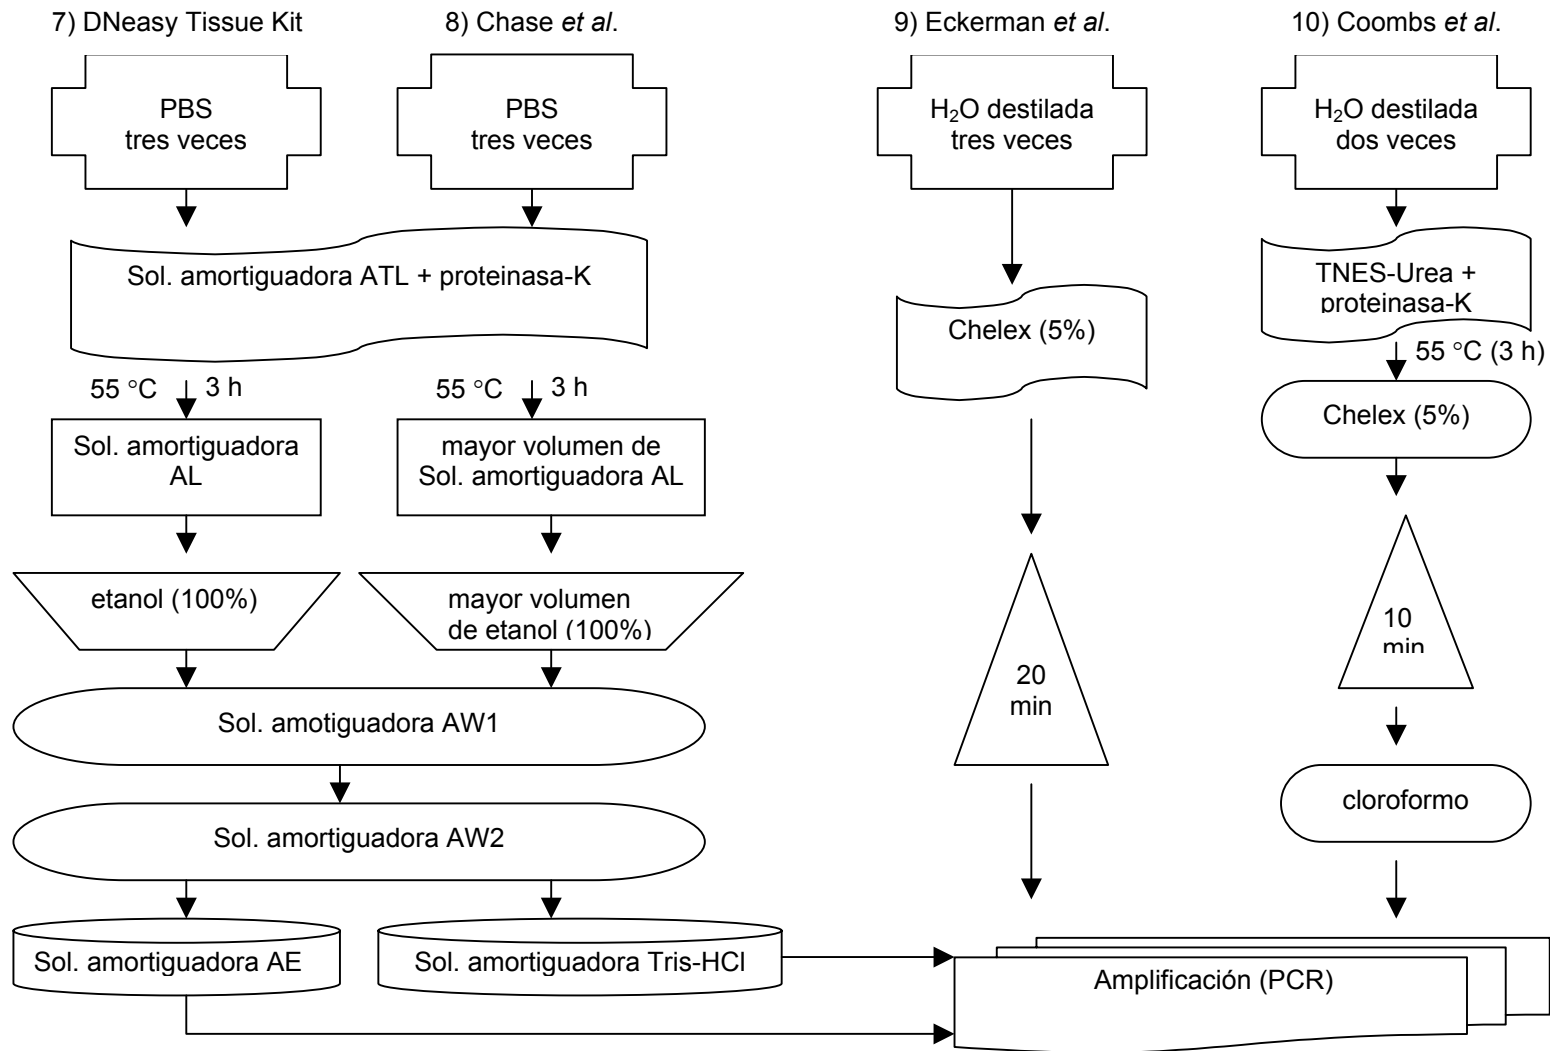 7) DNeasy Tissue Kit
8) Chase et al.
9) Eckerman et al.
10) Coombs et al.
PBS
tres veces
PBS
tres veces
H₂O destilada
tres veces
H₂O destilada
dos veces
Sol. amortiguadora ATL + proteinasa-K
Chelex (5%)
TNES-Urea +
proteinasa-K
55 °C 3 h
55 °C 3 h
55 °C (3 h)
Sol. amortiguadora
AL
mayor volumen de
Sol. amortiguadora AL
Chelex (5%)
etanol (100%)
mayor volumen
de etanol (100%)
20
min
10
min
Sol. amotiguadora AW1
cloroformo
Sol. amortiguadora AW2
Sol. amortiguadora AE
Sol. amortiguadora Tris-HCl
Amplificación (PCR)